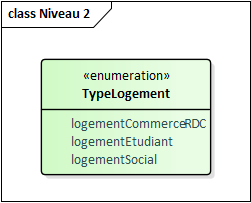 class Niveau 2
«enumeration»
TypeLogement
logementCommerceRDC
logementEtudiant
logementSocial